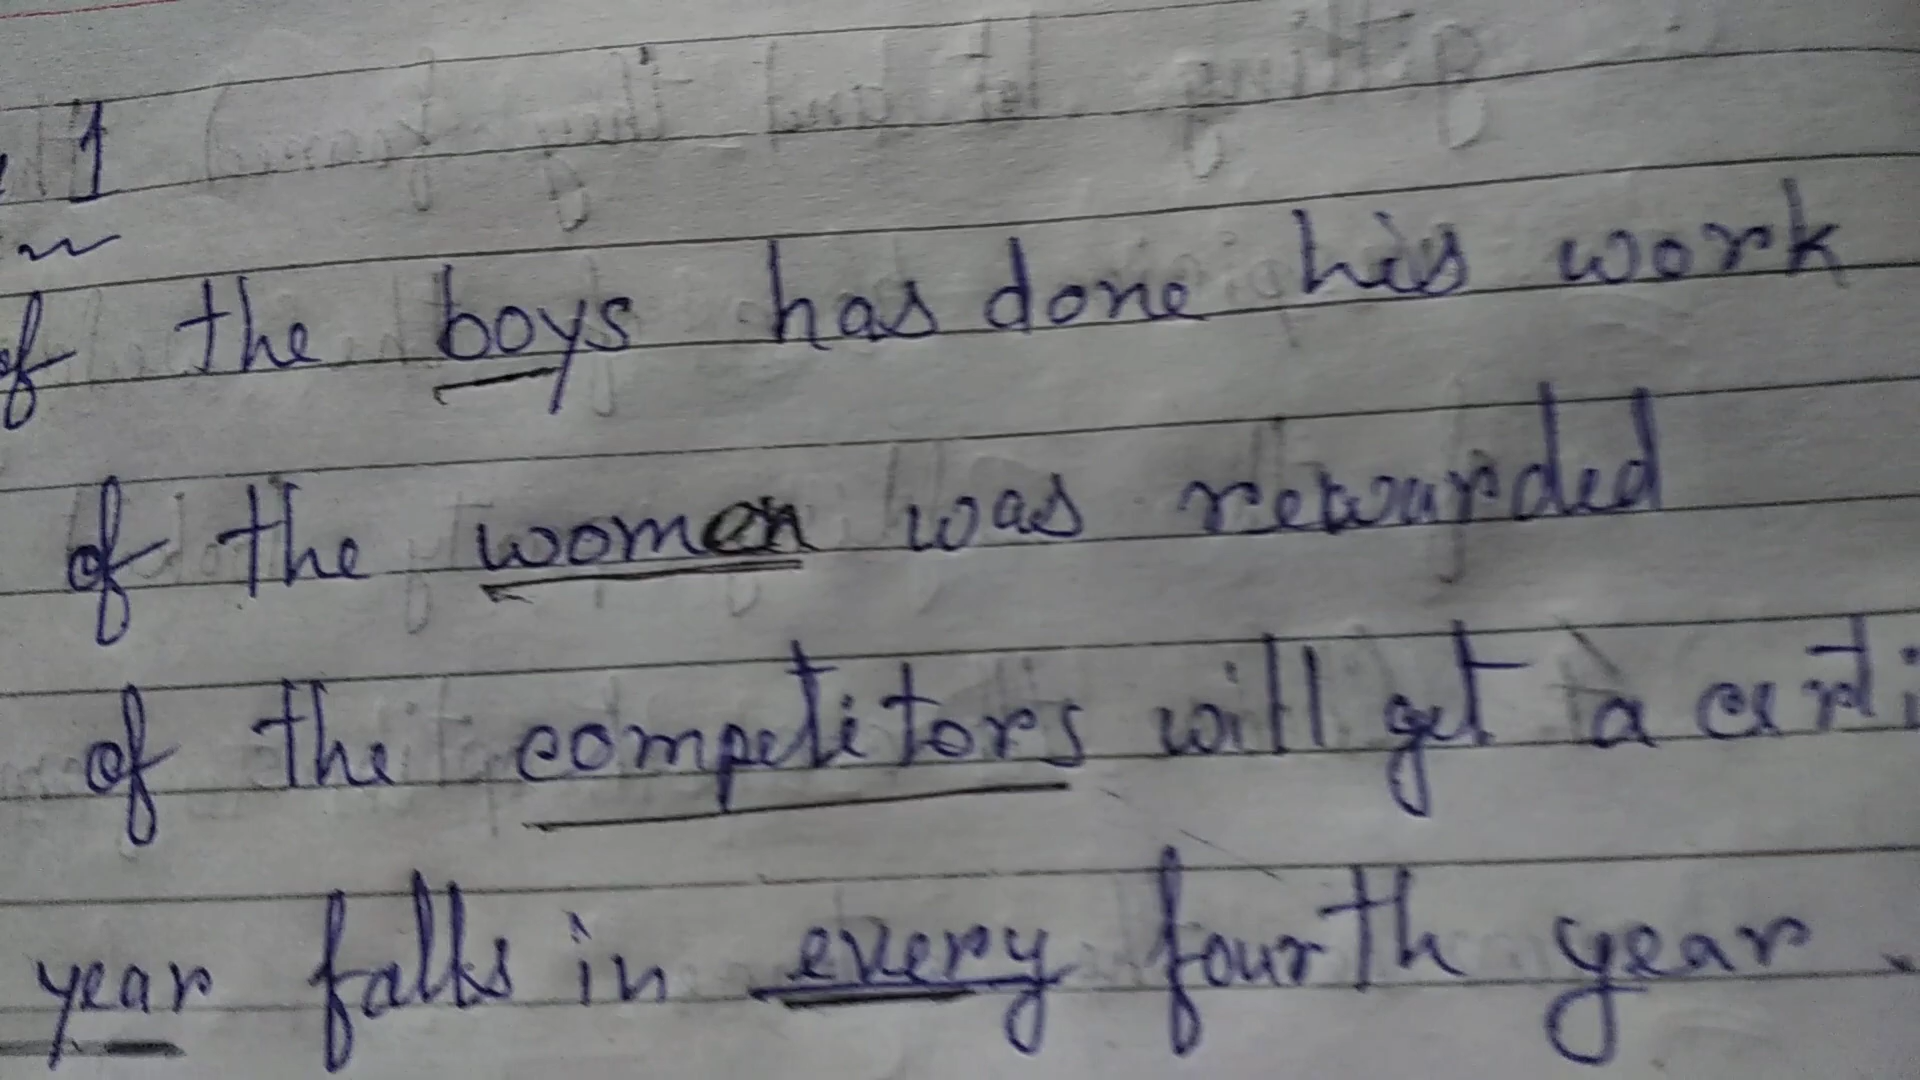 1
of the boys has done his work
of the women was rewarded
of the competitors will get a certi
year falls in every fourth year.